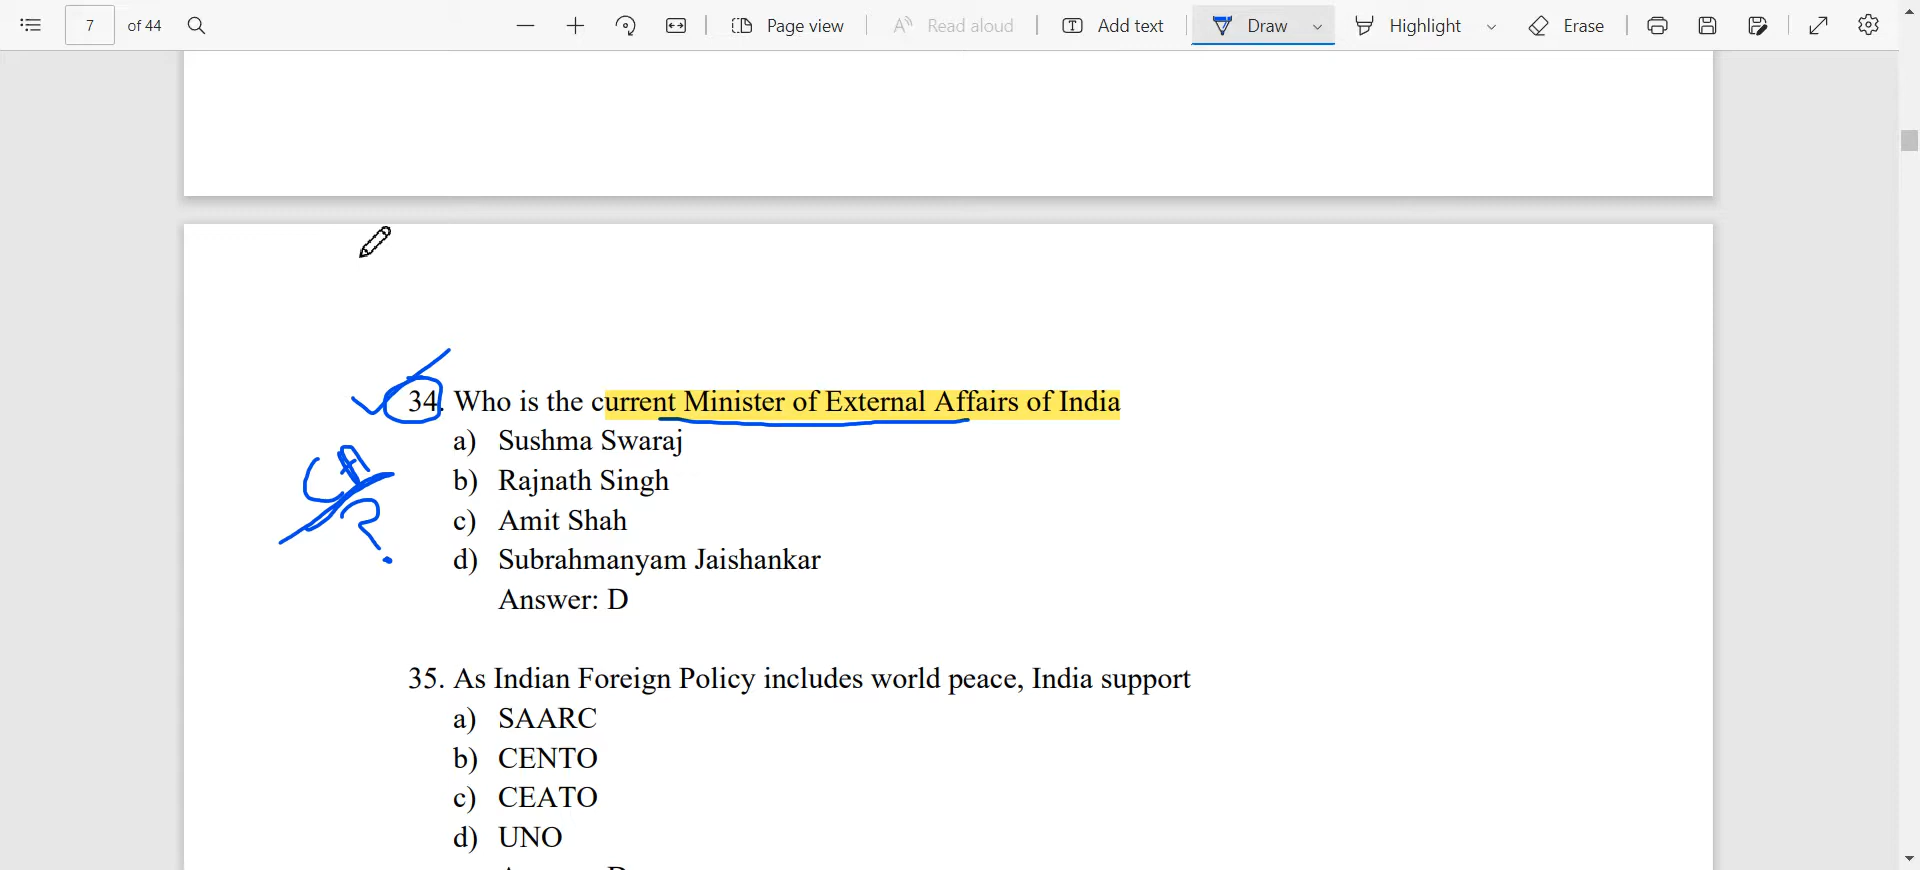 7 of 44 Page view Read aloud Add text Draw Highlight Erase
34. Who is the current Minister of External Affairs of India
a) Sushma Swaraj
b) Rajnath Singh
c) Amit Shah
d) Subrahmanyam Jaishankar
Answer: D
35. As Indian Foreign Policy includes world peace, India support
a) SAARC
b) CENTO
c) CEATO
d) UNO